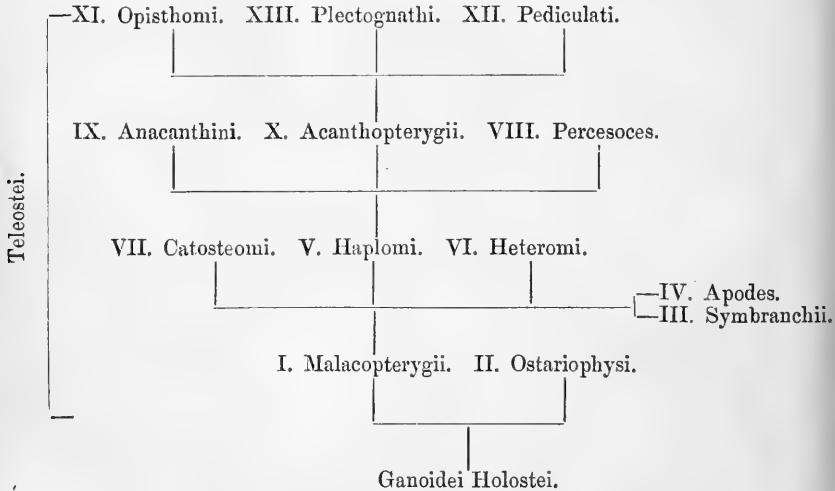 XI. Opisthomi. XIII. Plectognathi. XII. Pediculati.
IX. Anacanthini. X. Acanthopterygii. VIII. Percesoces.
Teleostei.
VII. Catosteomi. V. Haplomi. VI. Heteromi.
IV. Apodes.
III. Symbranchii.
I. Malacopterygii. II. Ostariophysi.
Ganoidei Holostei.